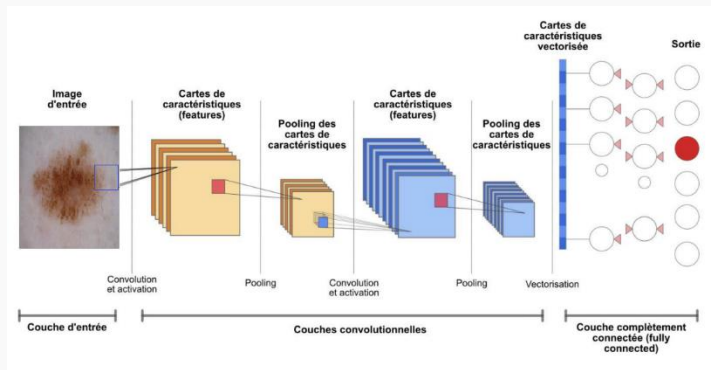 Image
d'entrée
Cartes de
caractéristiques
(features)
Pooling des
cartes de
caractéristiques
Cartes de
caractéristiques
(features)
Pooling des
cartes de
caractéristiques
Cartes de
caractéristiques
vectorisée
Sortie
Convolution
et activation
Pooling
Convolution
et activation
Pooling
Vectorisation
Couche d'entrée
Couches convolutionnelles
Couche complètement
connectée (fully
connected)